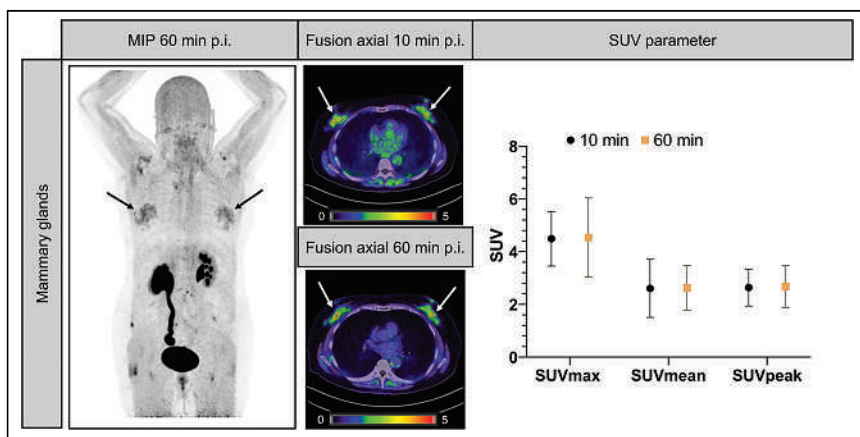 MIP 60 min p.i.
Fusion axial 10 min p.i.
SUV parameter
Mammary glands
0 5
Fusion axial 60 min p.i.
0 5
10 min 60 min
SUV
8
6
4
2
0
SUVmax SUVmean SUVpeak